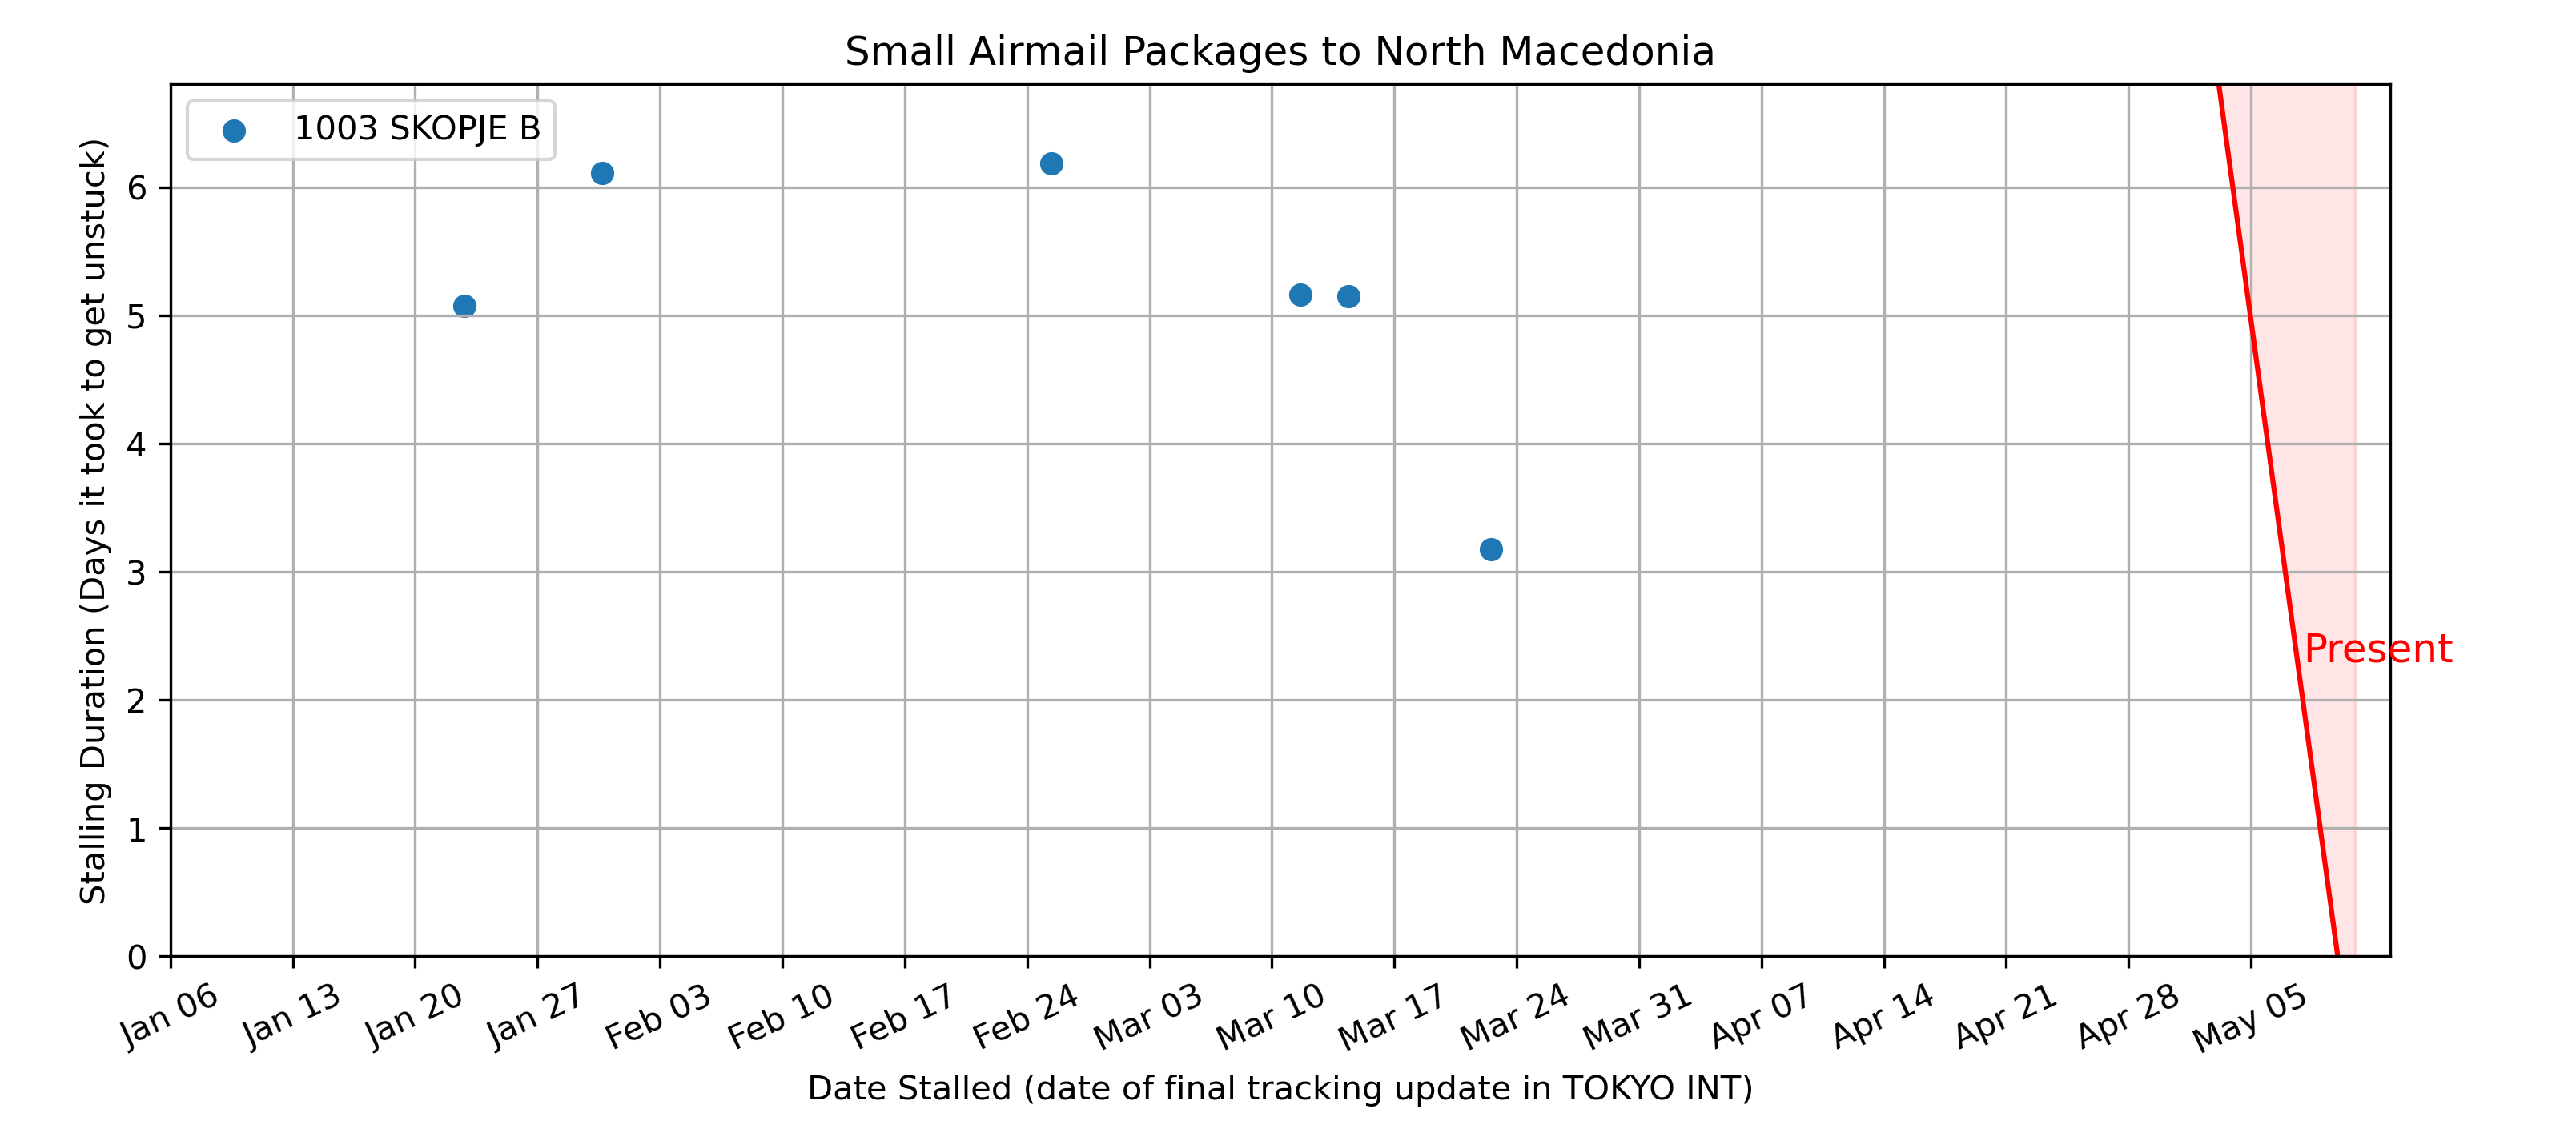 Small Airmail Packages to North Macedonia
1003 SKOPJE B
Stalling Duration (Days it took to get unstuck)
6
5
4
3
2
1
0
Present
Jan 06
Jan 13
Jan 20
Jan 27
Feb 03
Feb 10
Feb 17
Feb 24
Mar 03
Mar 10
Mar 17
Mar 24
Mar 31
Apr 07
Apr 14
Apr 21
Apr 28
May 05
Date Stalled (date of final tracking update in TOKYO INT)